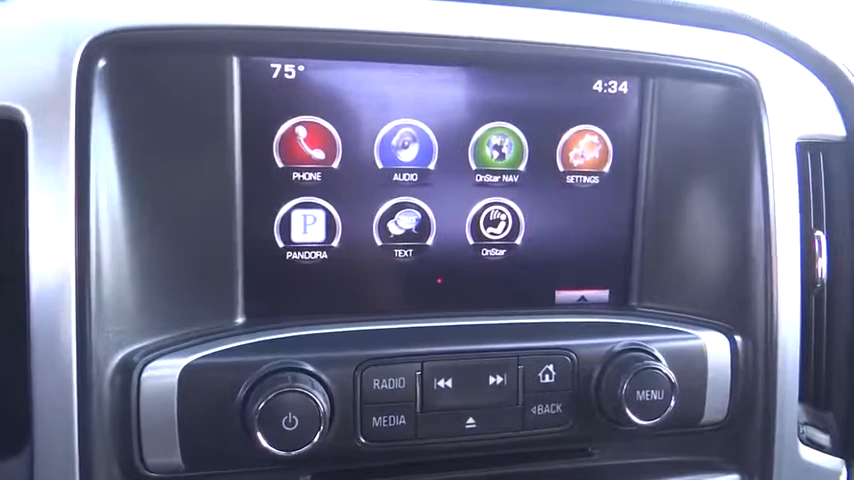 75°
4:34
PHONE
AUDIO
OnStar NAV
SETTINGS
P
PANDORA
TEXT
OnStar
RADIO
MEDIA
BACK
MENU